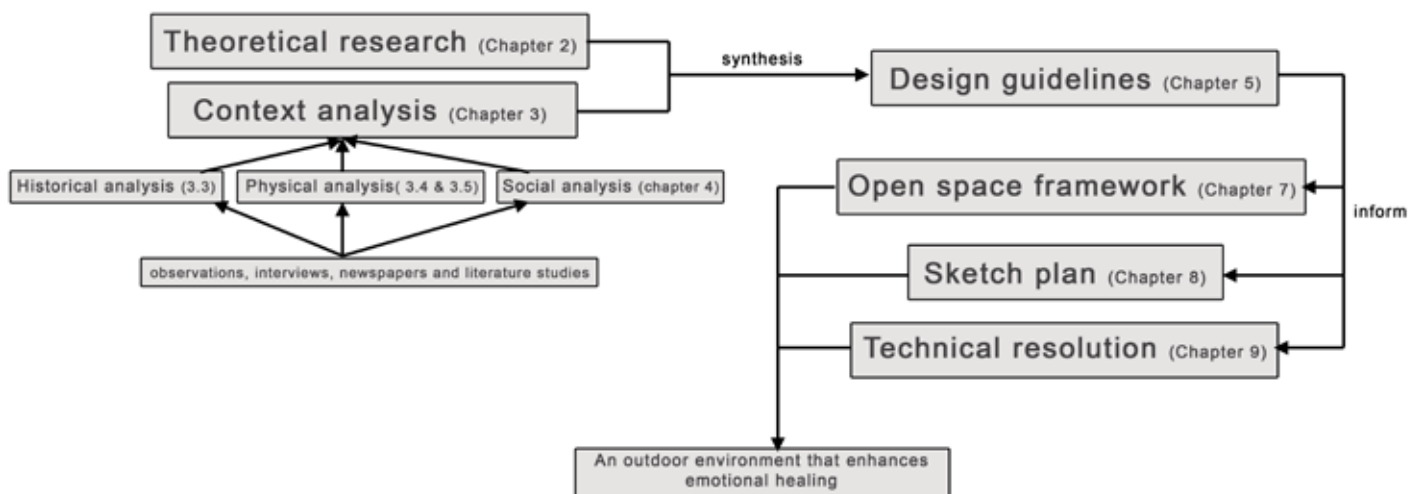 Theoretical research (Chapter 2)
synthesis
Design guidelines (Chapter 5)
Context analysis (Chapter 3)
Historical analysis (3.3)
Physical analysis( 3.4 & 3.5)
Social analysis (chapter 4)
Open space framework (Chapter 7)
inform
observations, interviews, newspapers and literature studies
Sketch plan (Chapter 8)
Technical resolution (Chapter 9)
An outdoor environment that enhances
emotional healing